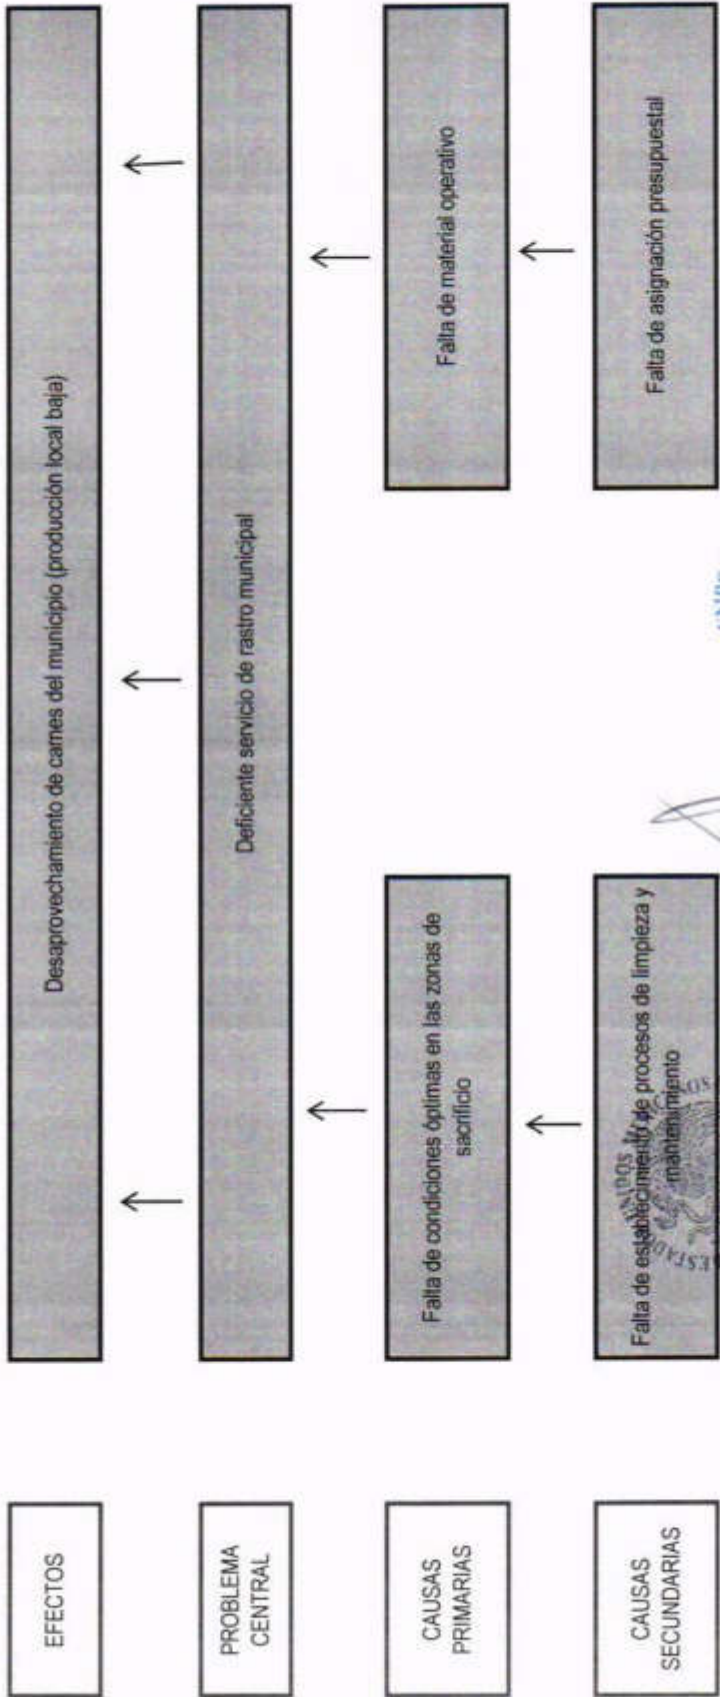 EFECTOS
Desaprovechamiento de carnes del municipio (producción local baja)
PROBLEMA
CENTRAL
Deficiente servicio de rastro municipal
CAUSAS
PRIMARIAS
Falta de condiciones óptimas en las zonas de
sacrificio
Falta de material operativo
CAUSAS
SECUNDARIAS
Falta de establecimiento de procesos de limpieza y
mantenimiento
Falta de asignación presupuestal